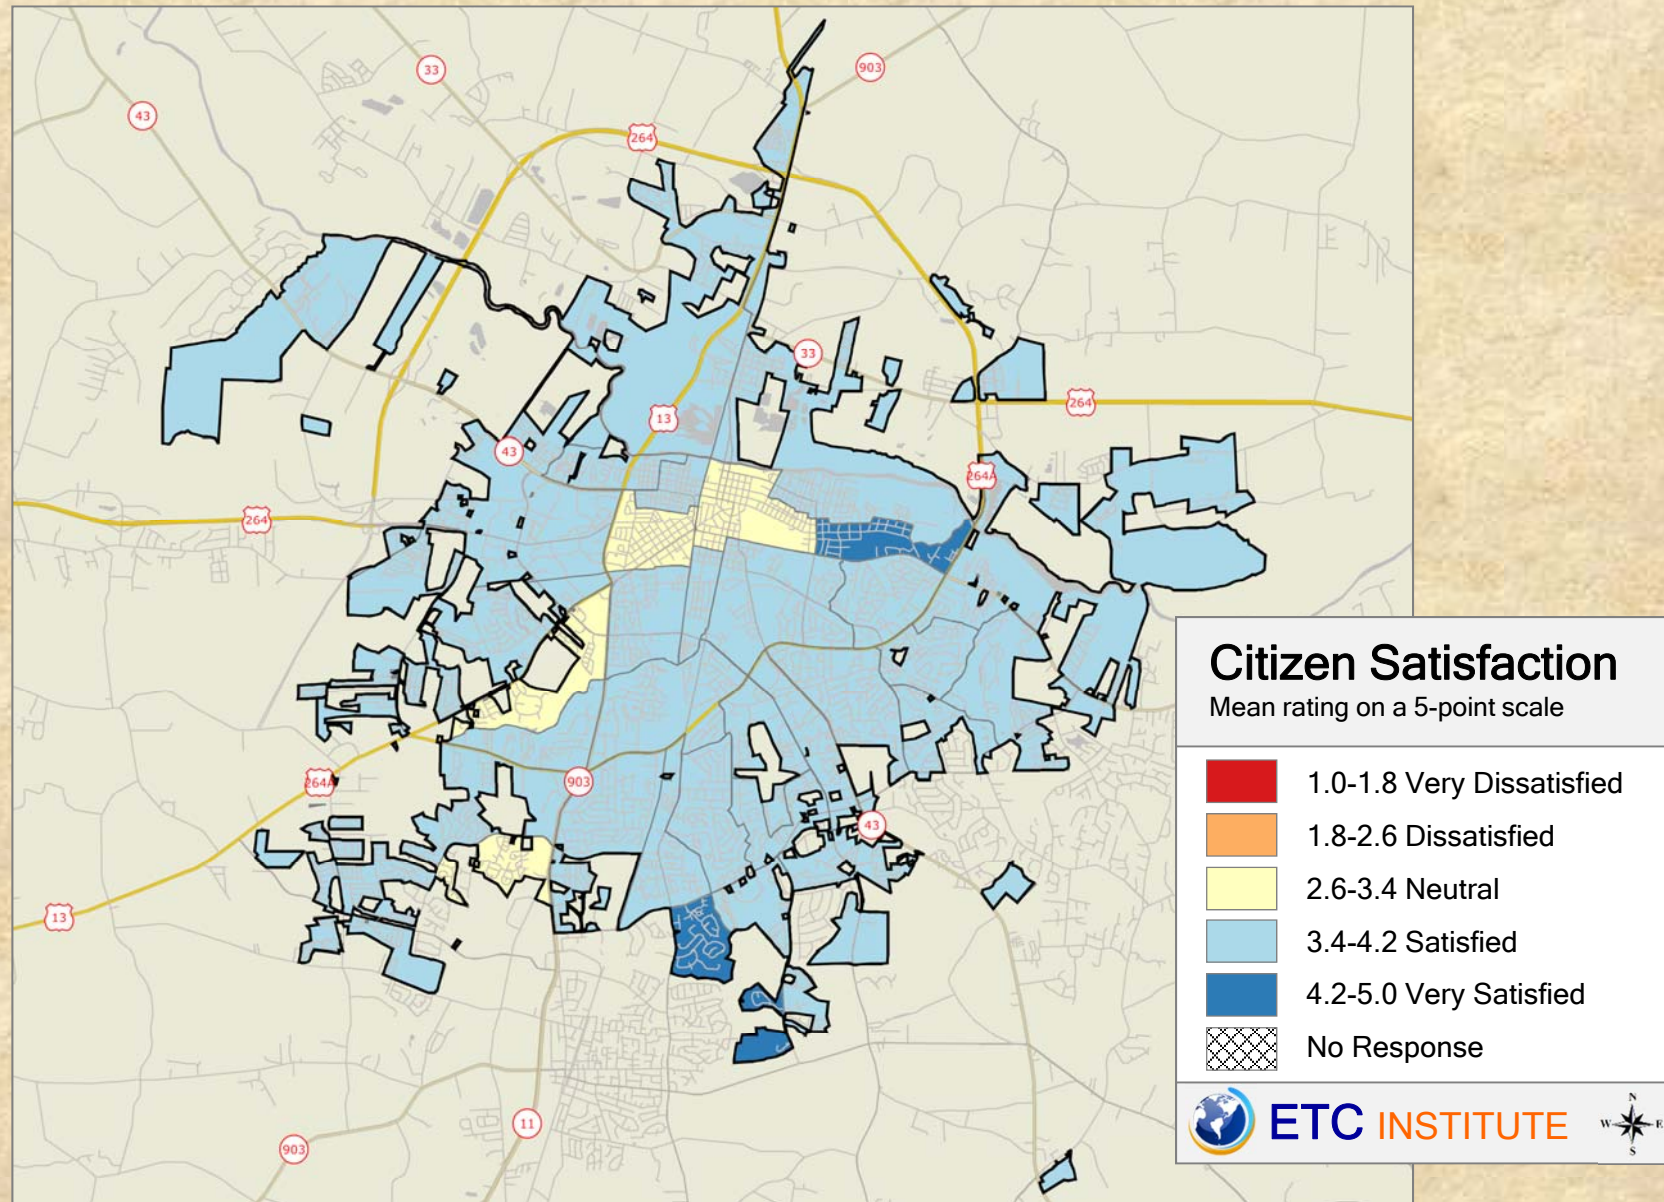 903
33
43
264
33
264
13
43
264A
264
903
264A
43
13
11
903
Citizen Satisfaction
Mean rating on a 5-point scale
1.0-1.8 Very Dissatisfied
1.8-2.6 Dissatisfied
2.6-3.4 Neutral
3.4-4.2 Satisfied
4.2-5.0 Very Satisfied
No Response
ETC INSTITUTE
N
W E
S